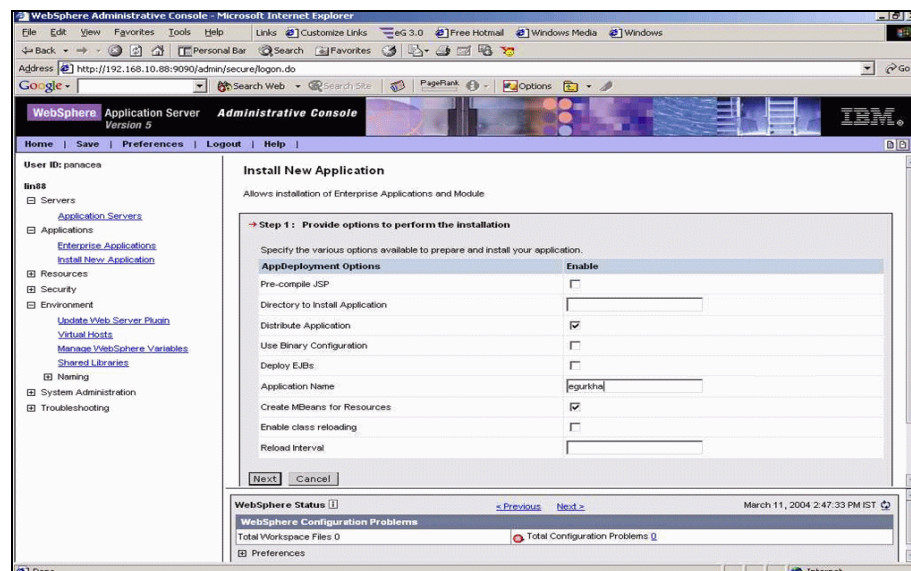 WebSphere Administrative Console - Microsoft Internet Explorer
File Edit View Favorites Tools Help Links Customize Links eG 3.0 Free Hotmail Windows Media Windows
Back Personal Bar Search Favorites
Address http://192.168.10.88:9090/admin/secure/logon.do Go
Google Search Web Search Site PageRank Options
WebSphere Application Server Administrative Console
Version 5
IBM.
Home | Save | Preferences | Logout | Help |
User ID: panacea
lin88
Servers
Application Servers
Applications
Enterprise Applications
Install New Application
Resources
Security
Environment
Update Web Server Plugin
Virtual Hosts
Manage WebSphere Variables
Shared Libraries
Naming
System Administration
Troubleshooting
Install New Application
Allows installation of Enterprise Applications and Module
Step 1 : Provide options to perform the installation
Specify the various options available to prepare and install your application.
AppDeployment Options Enable
Pre-compile JSP
Directory to Install Application
Distribute Application
Use Binary Configuration
Deploy EJBs
Application Name egurkha
Create MBeans for Resources
Enable class reloading
Reload Interval
Next Cancel
WebSphere Status < Previous Next > March 11, 2004 2:47:33 PM IST
WebSphere Configuration Problems
Total Workspace Files 0 Total Configuration Problems 0
Preferences